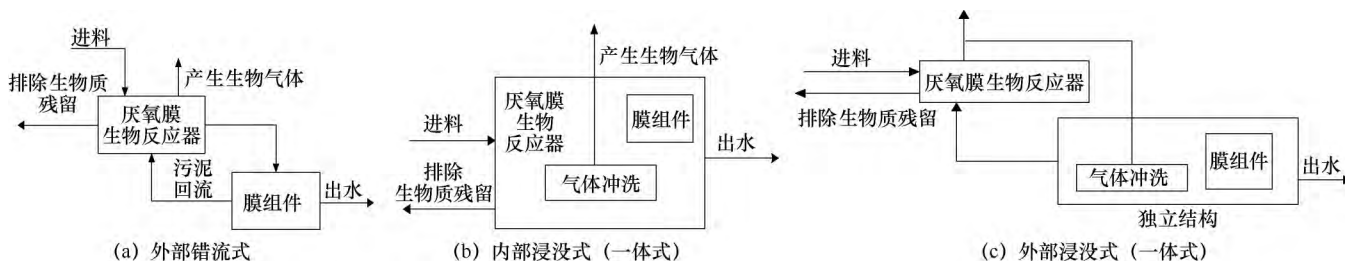 进料
产生生物气体
排除生物质
残留
厌氧膜
生物反应器
污泥
回流
膜组件
出水
(a) 外部错流式
产生生物气体
厌氧膜
生物
反应器
膜组件
进料
出水
排除
生物质残留
气体冲洗
(b) 内部浸没式（一体式）
进料
厌氧膜生物反应器
排除生物质残留
膜组件
气体冲洗
出水
独立结构
(c) 外部浸没式（一体式）